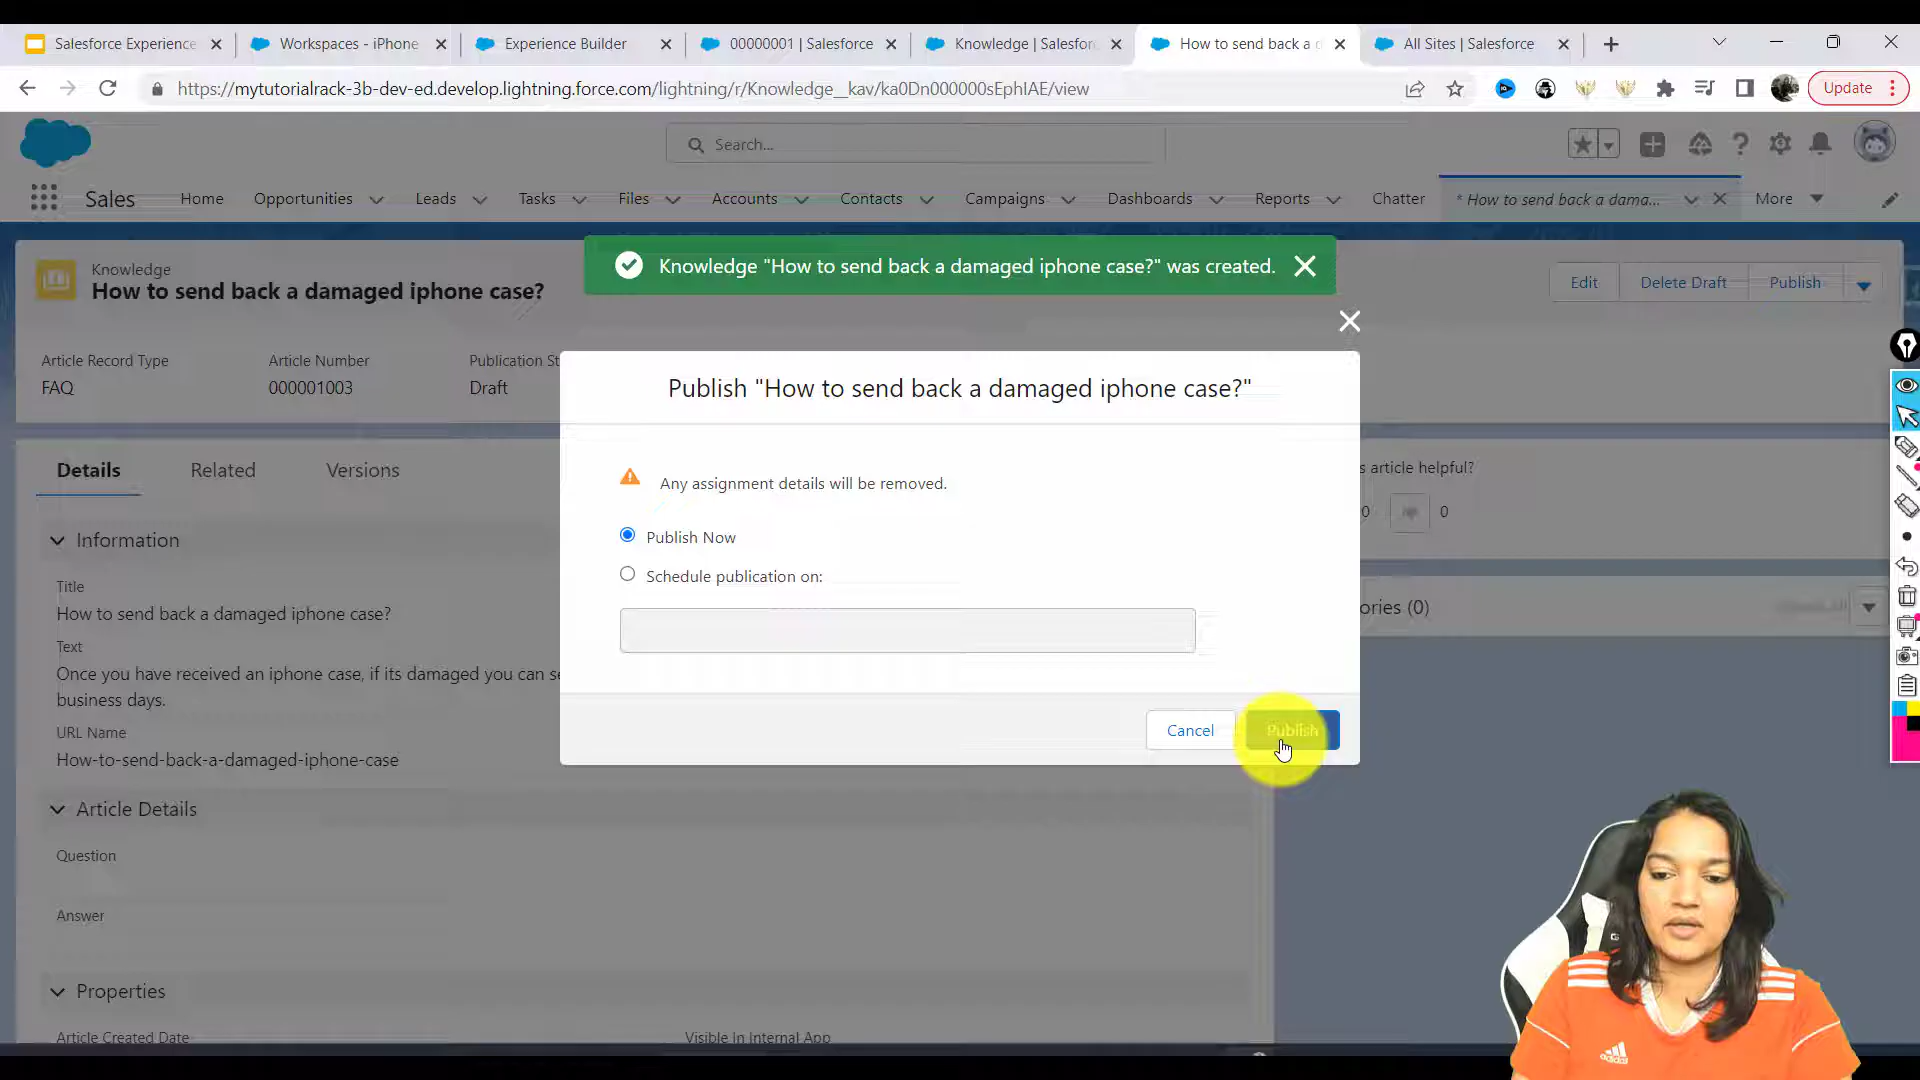 Salesforce Experience
Workspaces - iPhone
Experience Builder
00000001 | Salesforce
Knowledge | Salesforc
How to send back a d
All Sites | Salesforce
https://mytutorialrack-3b-dev-ed.develop.lightning.force.com/lightning/r/Knowledge__kav/ka0Dn000000sEphIAE/view
Update
Search...
Sales
Home
Opportunities
Leads
Tasks
Files
Accounts
Contacts
Campaigns
Dashboards
Reports
Chatter
* How to send back a dama...
More
Knowledge "How to send back a damaged iphone case?" was created.
Knowledge
How to send back a damaged iphone case?
Edit
Delete Draft
Publish
Article Record Type
FAQ
Article Number
000001003
Publication St
Draft
Publish "How to send back a damaged iphone case?"
Any assignment details will be removed.
Publish Now
Schedule publication on:
Cancel
Publish
Details
Related
Versions
s article helpful?
0
0
ories (0)
Information
Title
How to send back a damaged iphone case?
Text
Once you have received an iphone case, if its damaged you can se
business days.
URL Name
How-to-send-back-a-damaged-iphone-case
Article Details
Question
Answer
Properties
Article Created Date
Visible In Internal App
adidas